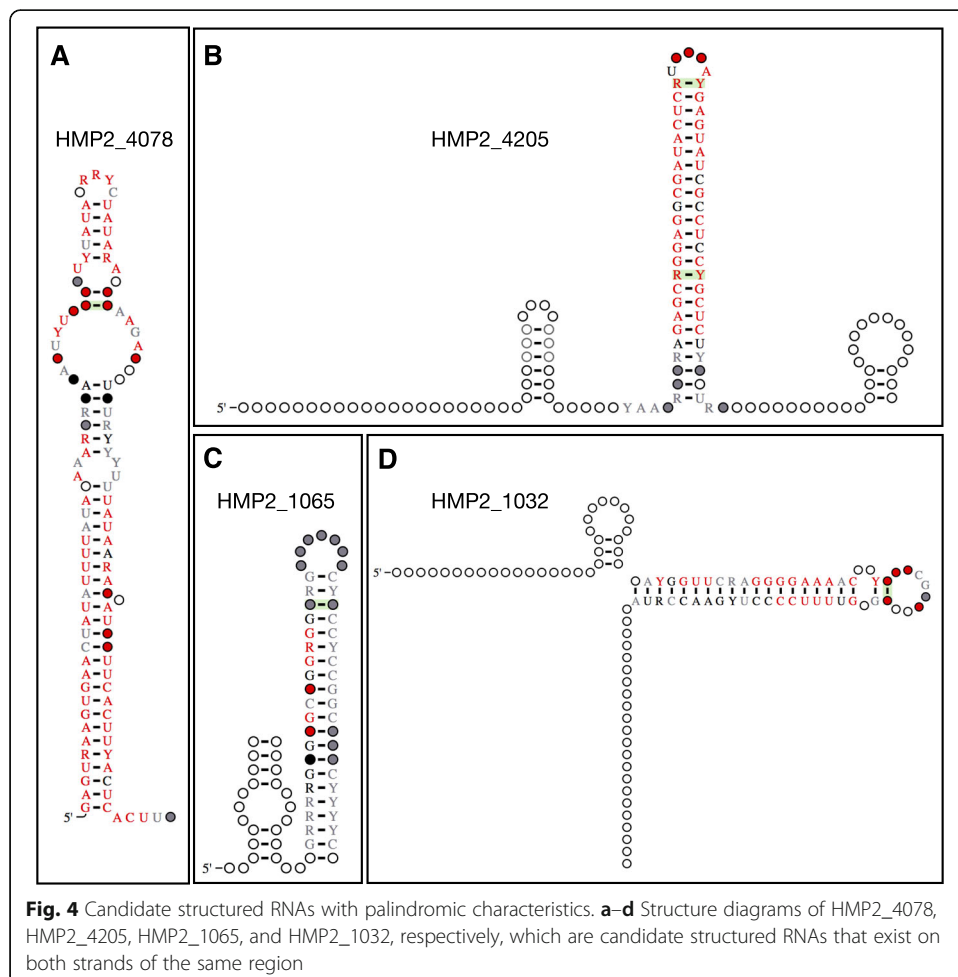 A
HMP2_4078
R R Y
C
5'
GAGURAAGUGAACUAUAUUUUAUA
A C U U U
B
HMP2_4205
U A
R Y
C G
U A
C G
A U
U A
A U
G C
C G
G C
G C
A U
G C
G C
R Y
C G
G C
A U
G C
A U
R Y
R U
5'
Y A A
R
C
HMP2_1065
G C
R
G C
G C
R Y
G C
G C
G
C G
G C
G
G C
R Y
R Y
R Y
R Y
G C
5'
D
HMP2_1032
5'
A Y G G U U C R A G G G G A A A A C Y C G
A U R C C A A G Y U C C C C U U U U G G
Fig. 4 Candidate structured RNAs with palindromic characteristics. a–d Structure diagrams of HMP2_4078,
HMP2_4205, HMP2_1065, and HMP2_1032, respectively, which are candidate structured RNAs that exist on
both strands of the same region